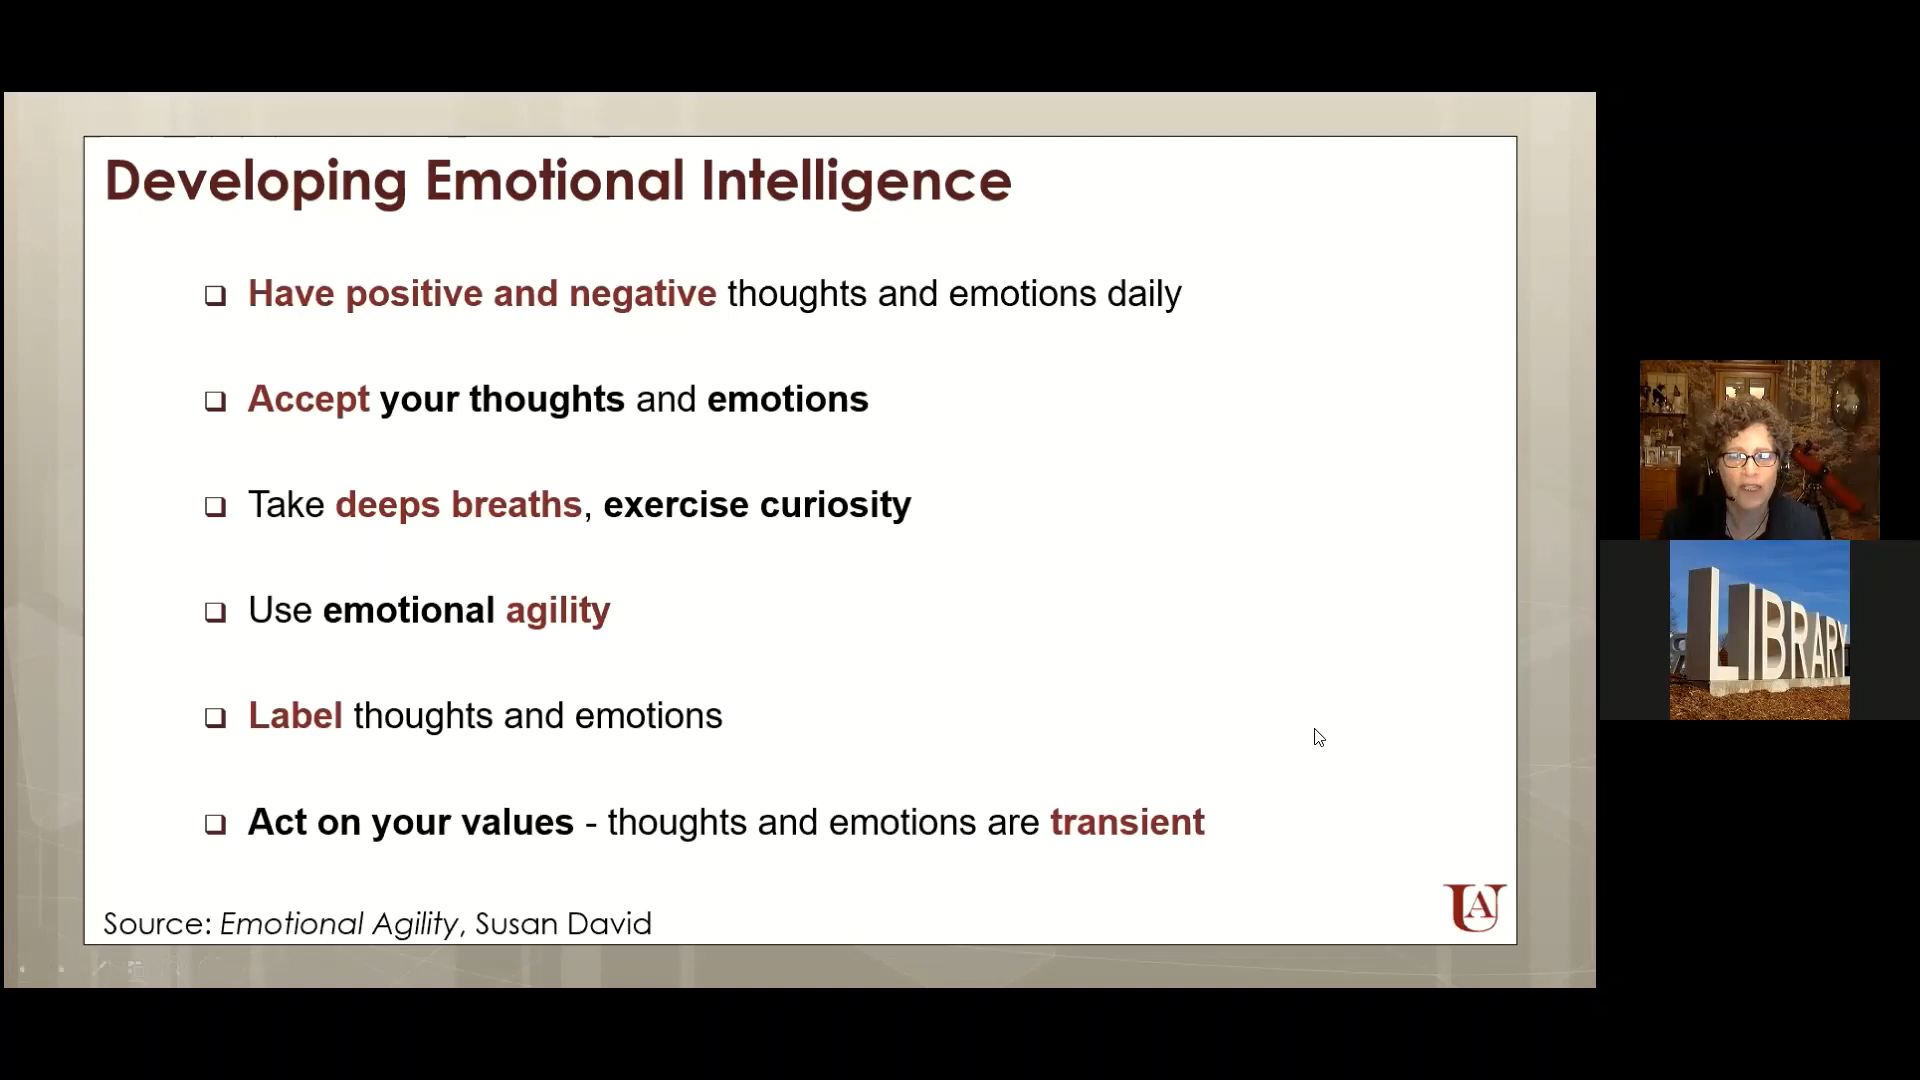 Developing Emotional Intelligence
Have positive and negative thoughts and emotions daily
Accept your thoughts and emotions
Take deeps breaths, exercise curiosity
Use emotional agility
Label thoughts and emotions
Act on your values - thoughts and emotions are transient
Source: Emotional Agility, Susan David
UA
LIBRARY